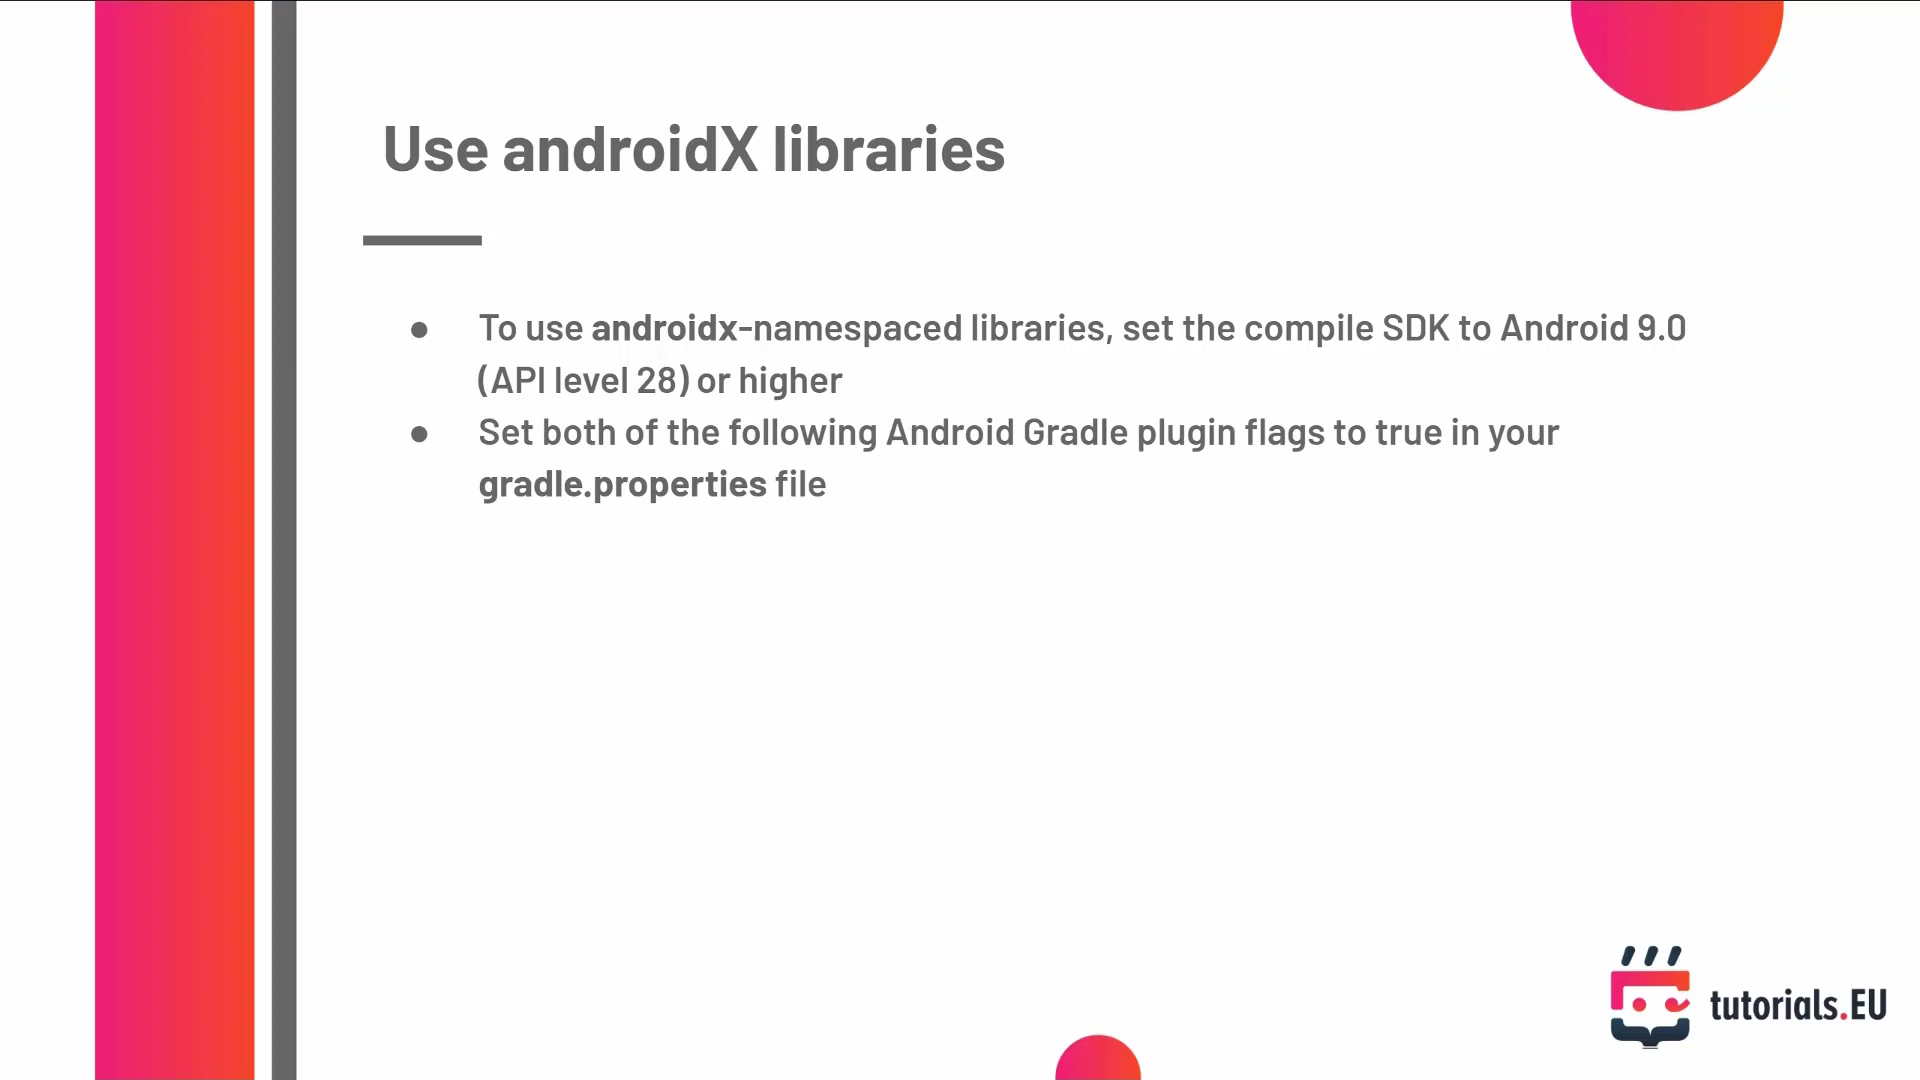 Use androidX libraries
● To use androidx-namespaced libraries, set the compile SDK to Android 9.0
(API level 28) or higher
● Set both of the following Android Gradle plugin flags to true in your
gradle.properties file
tutorials.EU